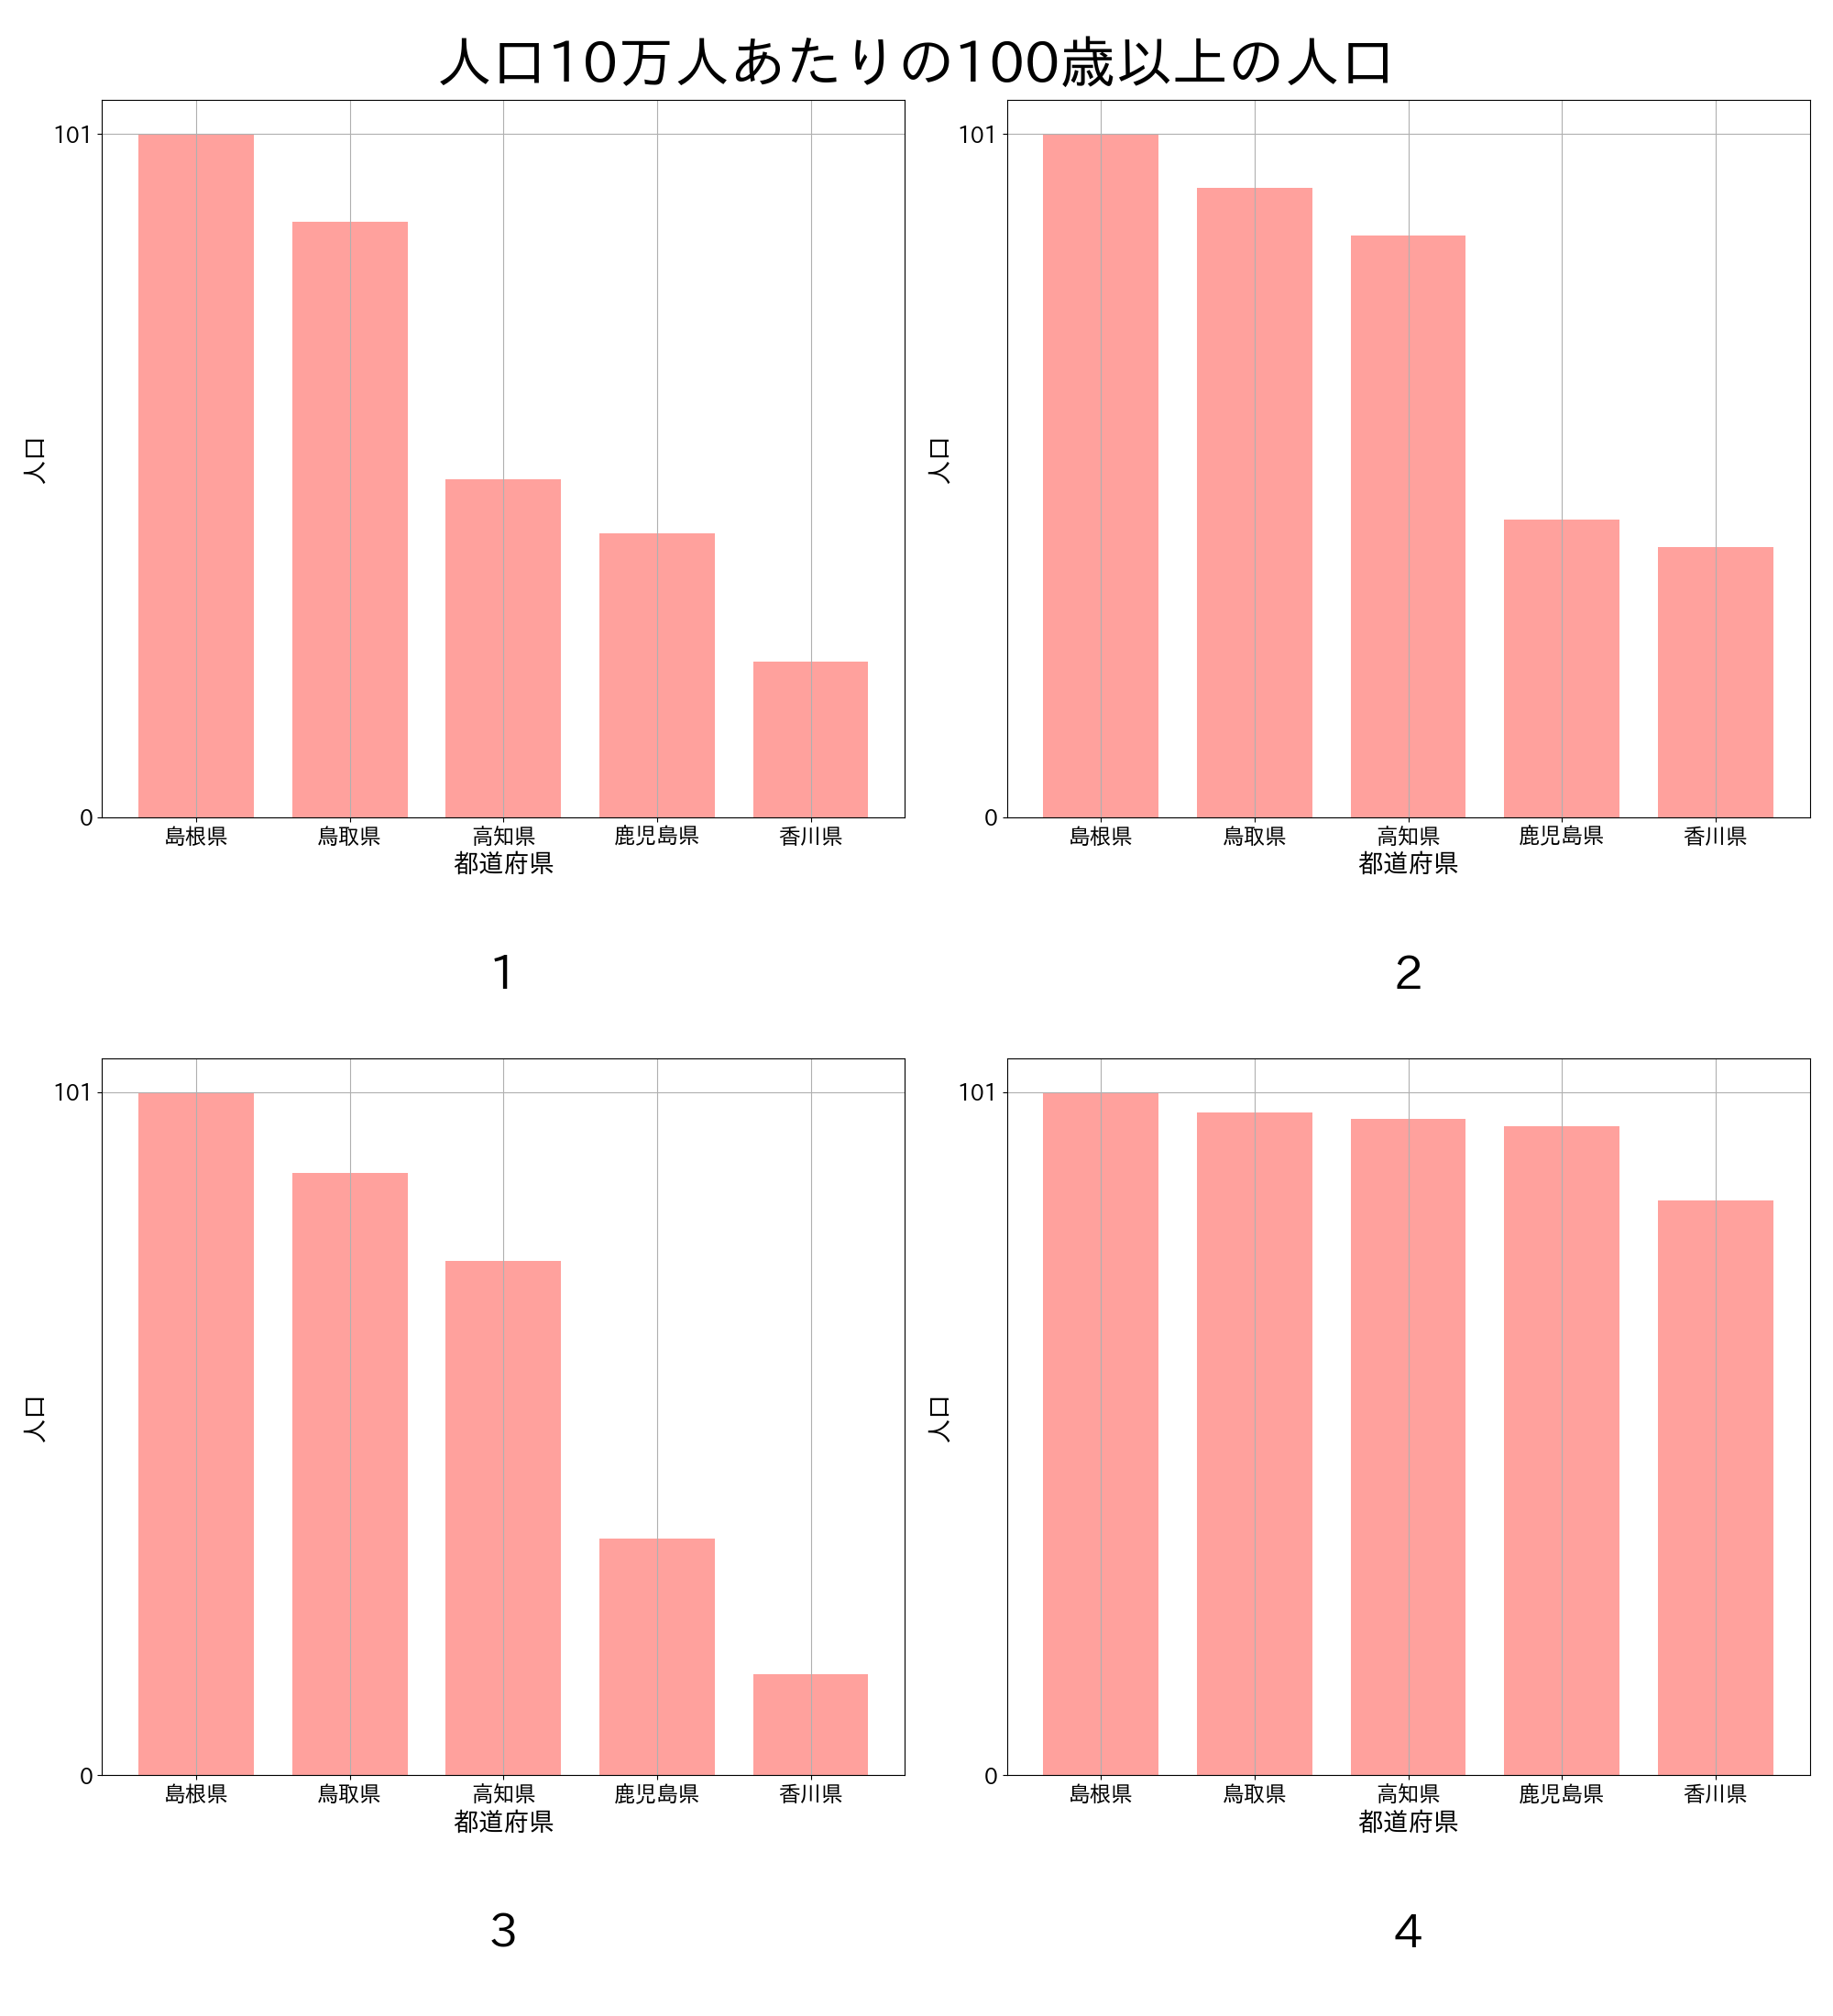 人口10万人あたりの100歳以上の人口
101
0
人口
島根県 鳥取県 高知県 鹿児島県 香川県
都道府県
1
101
0
人口
島根県 鳥取県 高知県 鹿児島県 香川県
都道府県
2
101
0
人口
島根県 鳥取県 高知県 鹿児島県 香川県
都道府県
3
101
0
人口
島根県 鳥取県 高知県 鹿児島県 香川県
都道府県
4